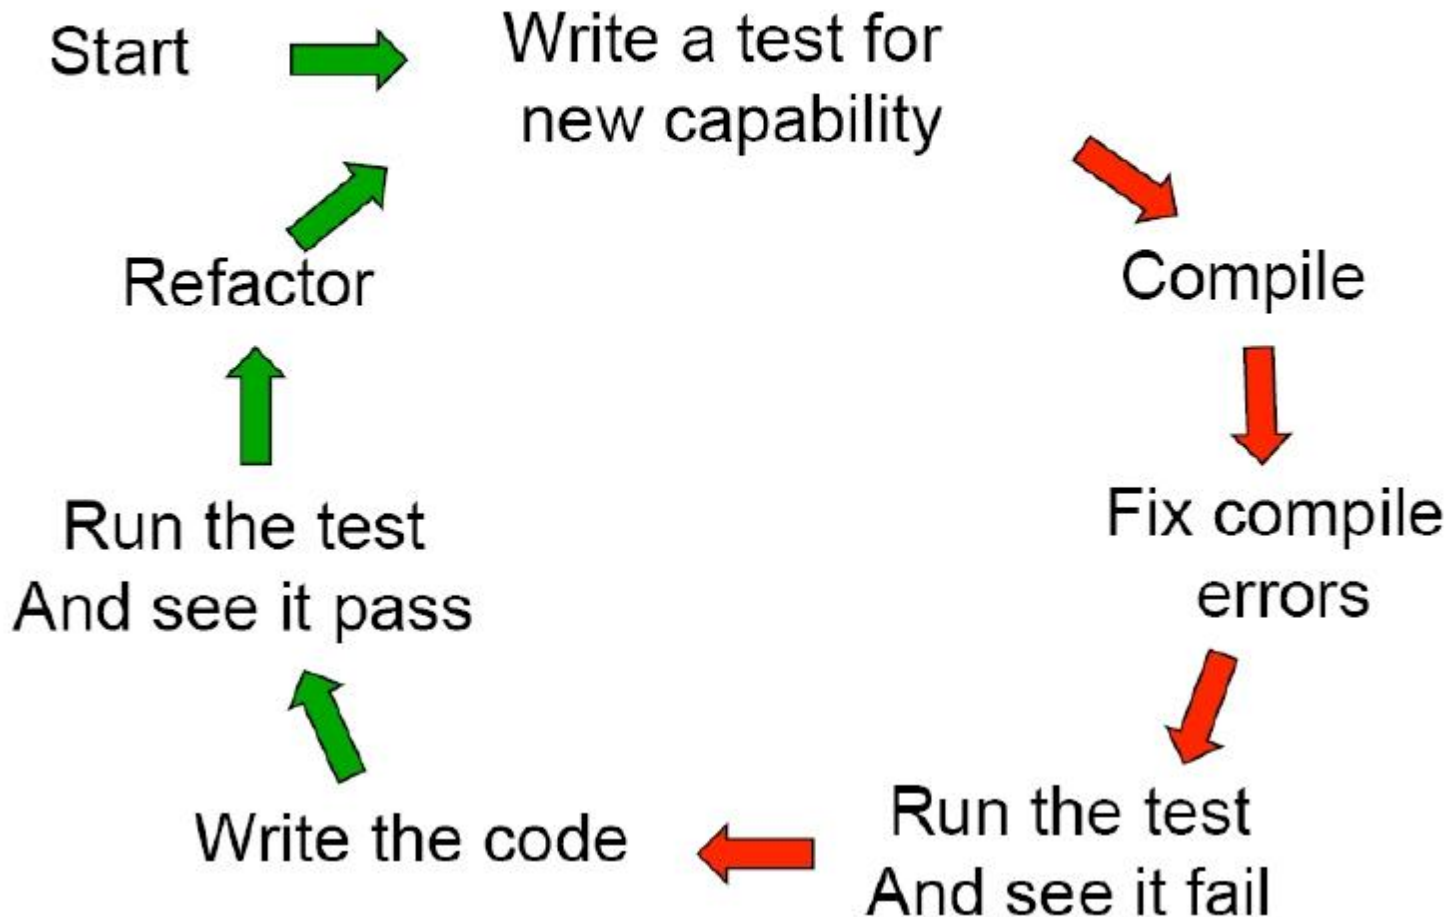 Start
Write a test for
new capability
Compile
Fix compile
errors
Run the test
And see it fail
Write the code
Run the test
And see it pass
Refactor